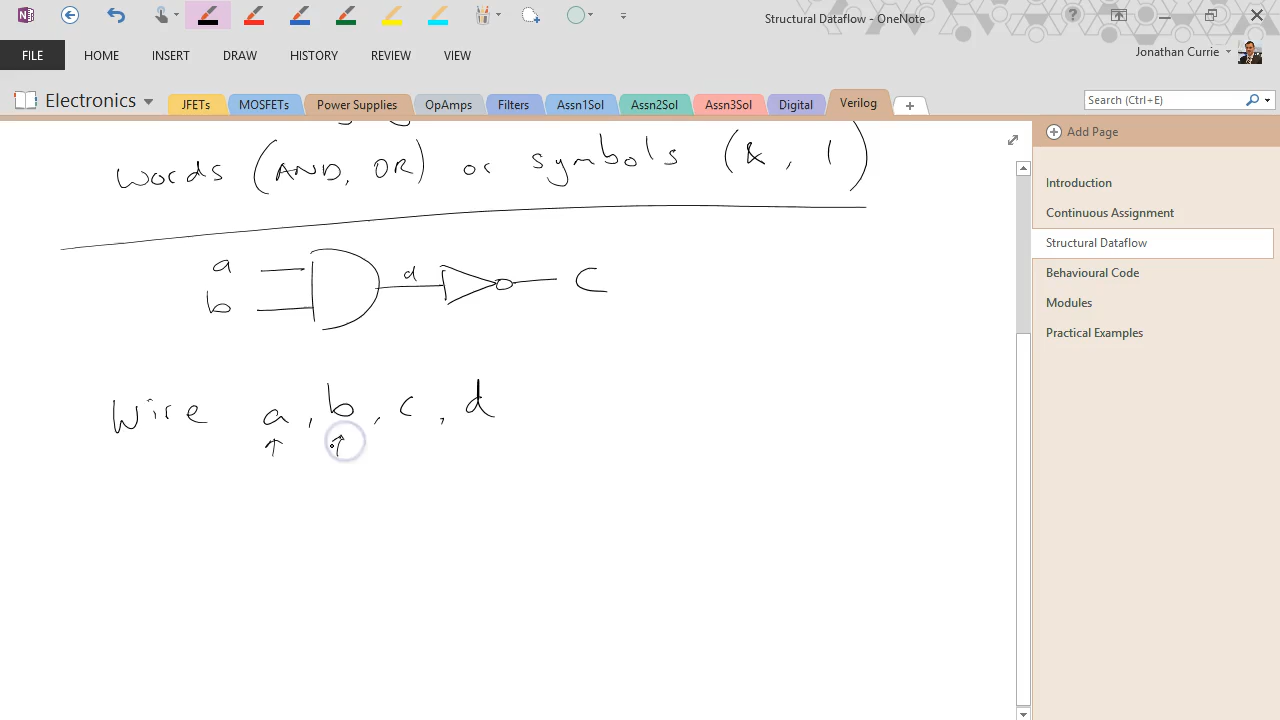 Structural Dataflow - OneNote
?
FILE HOME INSERT DRAW HISTORY REVIEW VIEW
Jonathan Currie
Electronics
JFETs MOSFETs Power Supplies OpAmps Filters Assn1Sol Assn2Sol Assn3Sol Digital Verilog
Search (Ctrl+E)
Add Page
Introduction
Continuous Assignment
Structural Dataflow
Behavioural Code
Modules
Practical Examples
words (AND, OR) or symbols (&, |)
a
b
d
C
Wire a, b, c, d